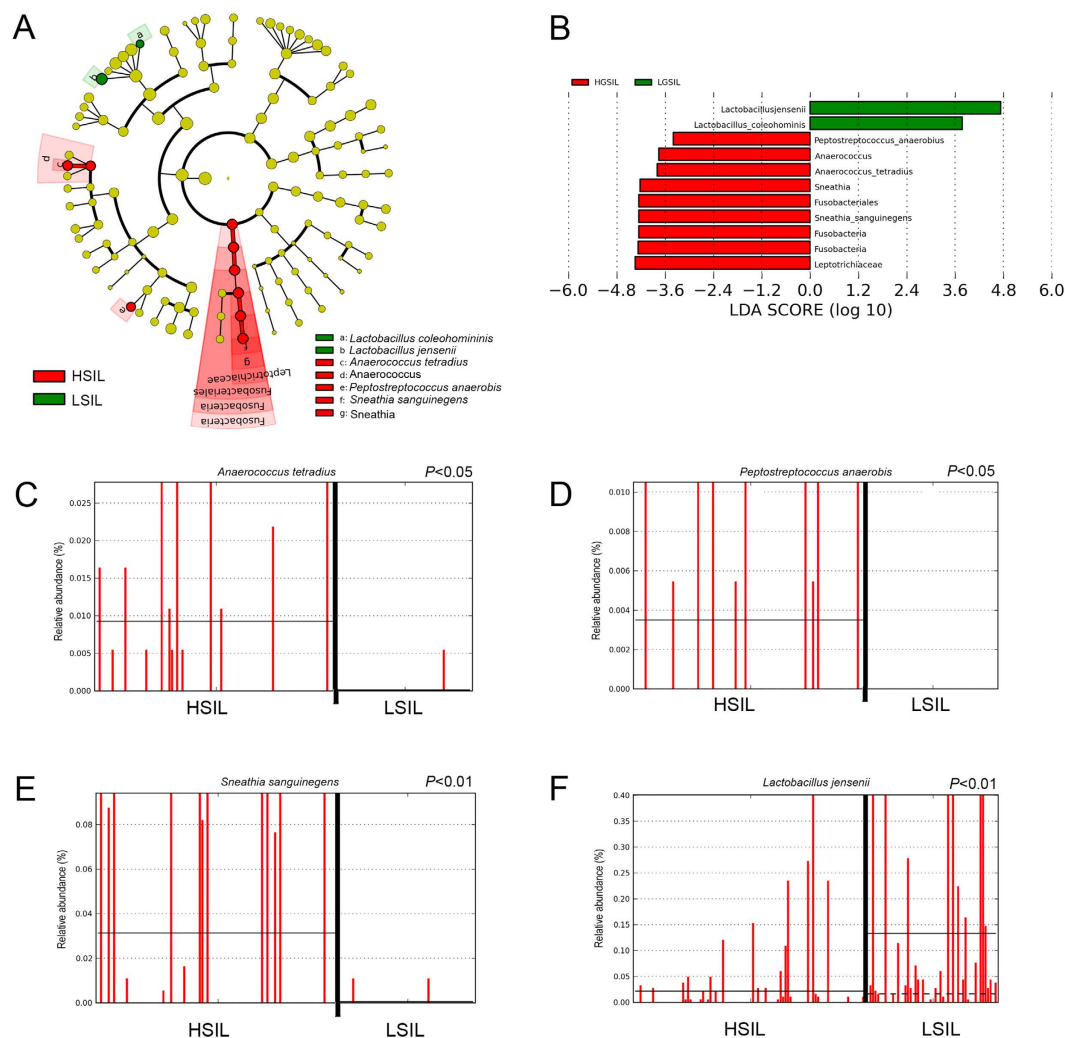 A
a
b
c
d
e
f
g
Leptotrichiaceae
Fusobacteriales
Fusobacteria
Fusobacteria
HSIL
LSIL
a: Lactobacillus coleohomininis
b Lactobacillus jensenii
c: Anaerococcus tetradius
d: Anaerococcus
e: Peptostreptococcus anaerobis
f: Sneathia sanguinegens
g: Sneathia
B
HGSIL LGSIL
Lactobacillusjensenii
Lactobacillus_coleohominis
Peptostreptococcus_anaerobius
Anaerococcus
Anaerococcus_tetradius
Sneathia
Fusobacteriales
Sneathia_sanguinegens
Fusobacteria
Fusobacteria
Leptotrichiaceae
−6.0 −4.8 −3.6 −2.4 −1.2 0.0 1.2 2.4 3.6 4.8 6.0
LDA SCORE (log 10)
C
Anaerococcus tetradius P<0.05
Relative abundance (%)
0.025
0.020
0.015
0.010
0.005
0.000
HSIL LSIL
D
Peptostreptococcus anaerobis P<0.05
Relative abundance (%)
0.010
0.008
0.006
0.004
0.002
0.000
HSIL LSIL
E
Sneathia sanguinegens P<0.01
Relative abundance (%)
0.08
0.06
0.04
0.02
0.00
HSIL LSIL
F
Lactobacillus jensenii P<0.01
Relative abundance (%)
0.40
0.35
0.30
0.25
0.20
0.15
0.10
0.05
0.00
HSIL LSIL